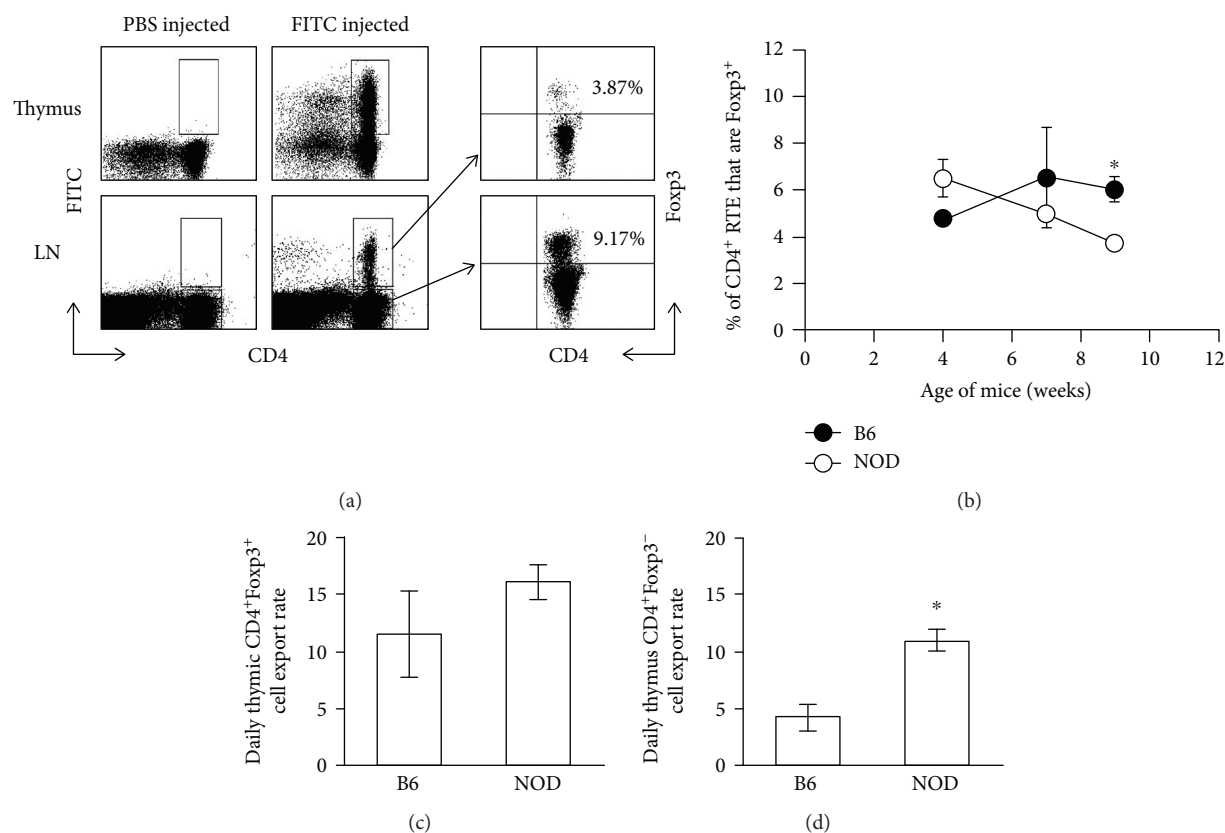 PBS injected
FITC injected
Thymus
3.87%
FITC
LN
9.17%
Foxp3
CD4
CD4
(a)
12
10
8
6
4
2
0
% of CD4⁺ RTE that are Foxp3⁺
*
0 2 4 6 8 10 12
Age of mice (weeks)
B6
NOD
(b)
20
15
10
5
0
Daily thymic CD4⁺Foxp3⁺
cell export rate
B6 NOD
(c)
20
15
10
5
0
Daily thymus CD4⁺Foxp3⁻
cell export rate
*
B6 NOD
(d)